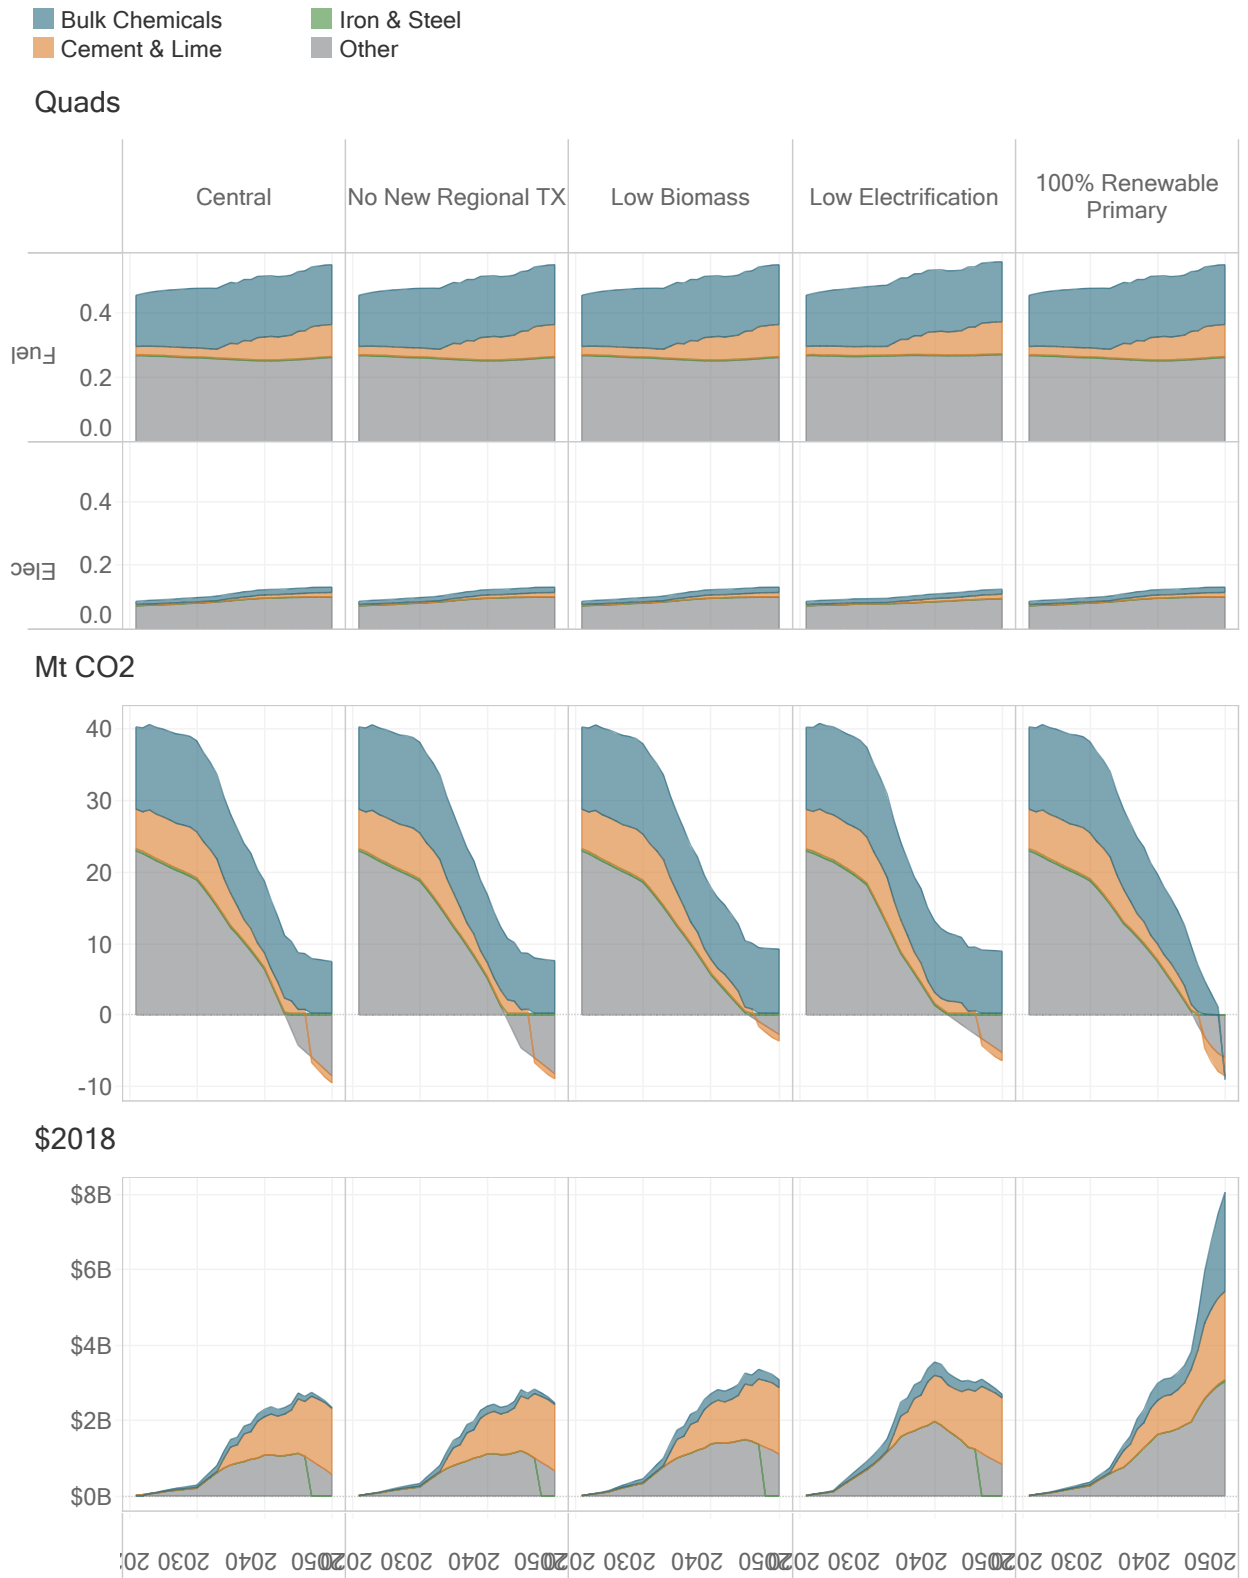 Bulk Chemicals
Iron & Steel
Cement & Lime
Other
Quads
Central
No New Regional TX
Low Biomass
Low Electrification
100% Renewable
Primary
Fuel
0.4
0.2
0.0
Elec
0.4
0.2
0.0
Mt CO2
40
30
20
10
0
-10
$2018
$8B
$6B
$4B
$2B
$0B
2030 2040 2050
2030 2040 2050
2030 2040 2050
2030 2040
2030 2040 2050